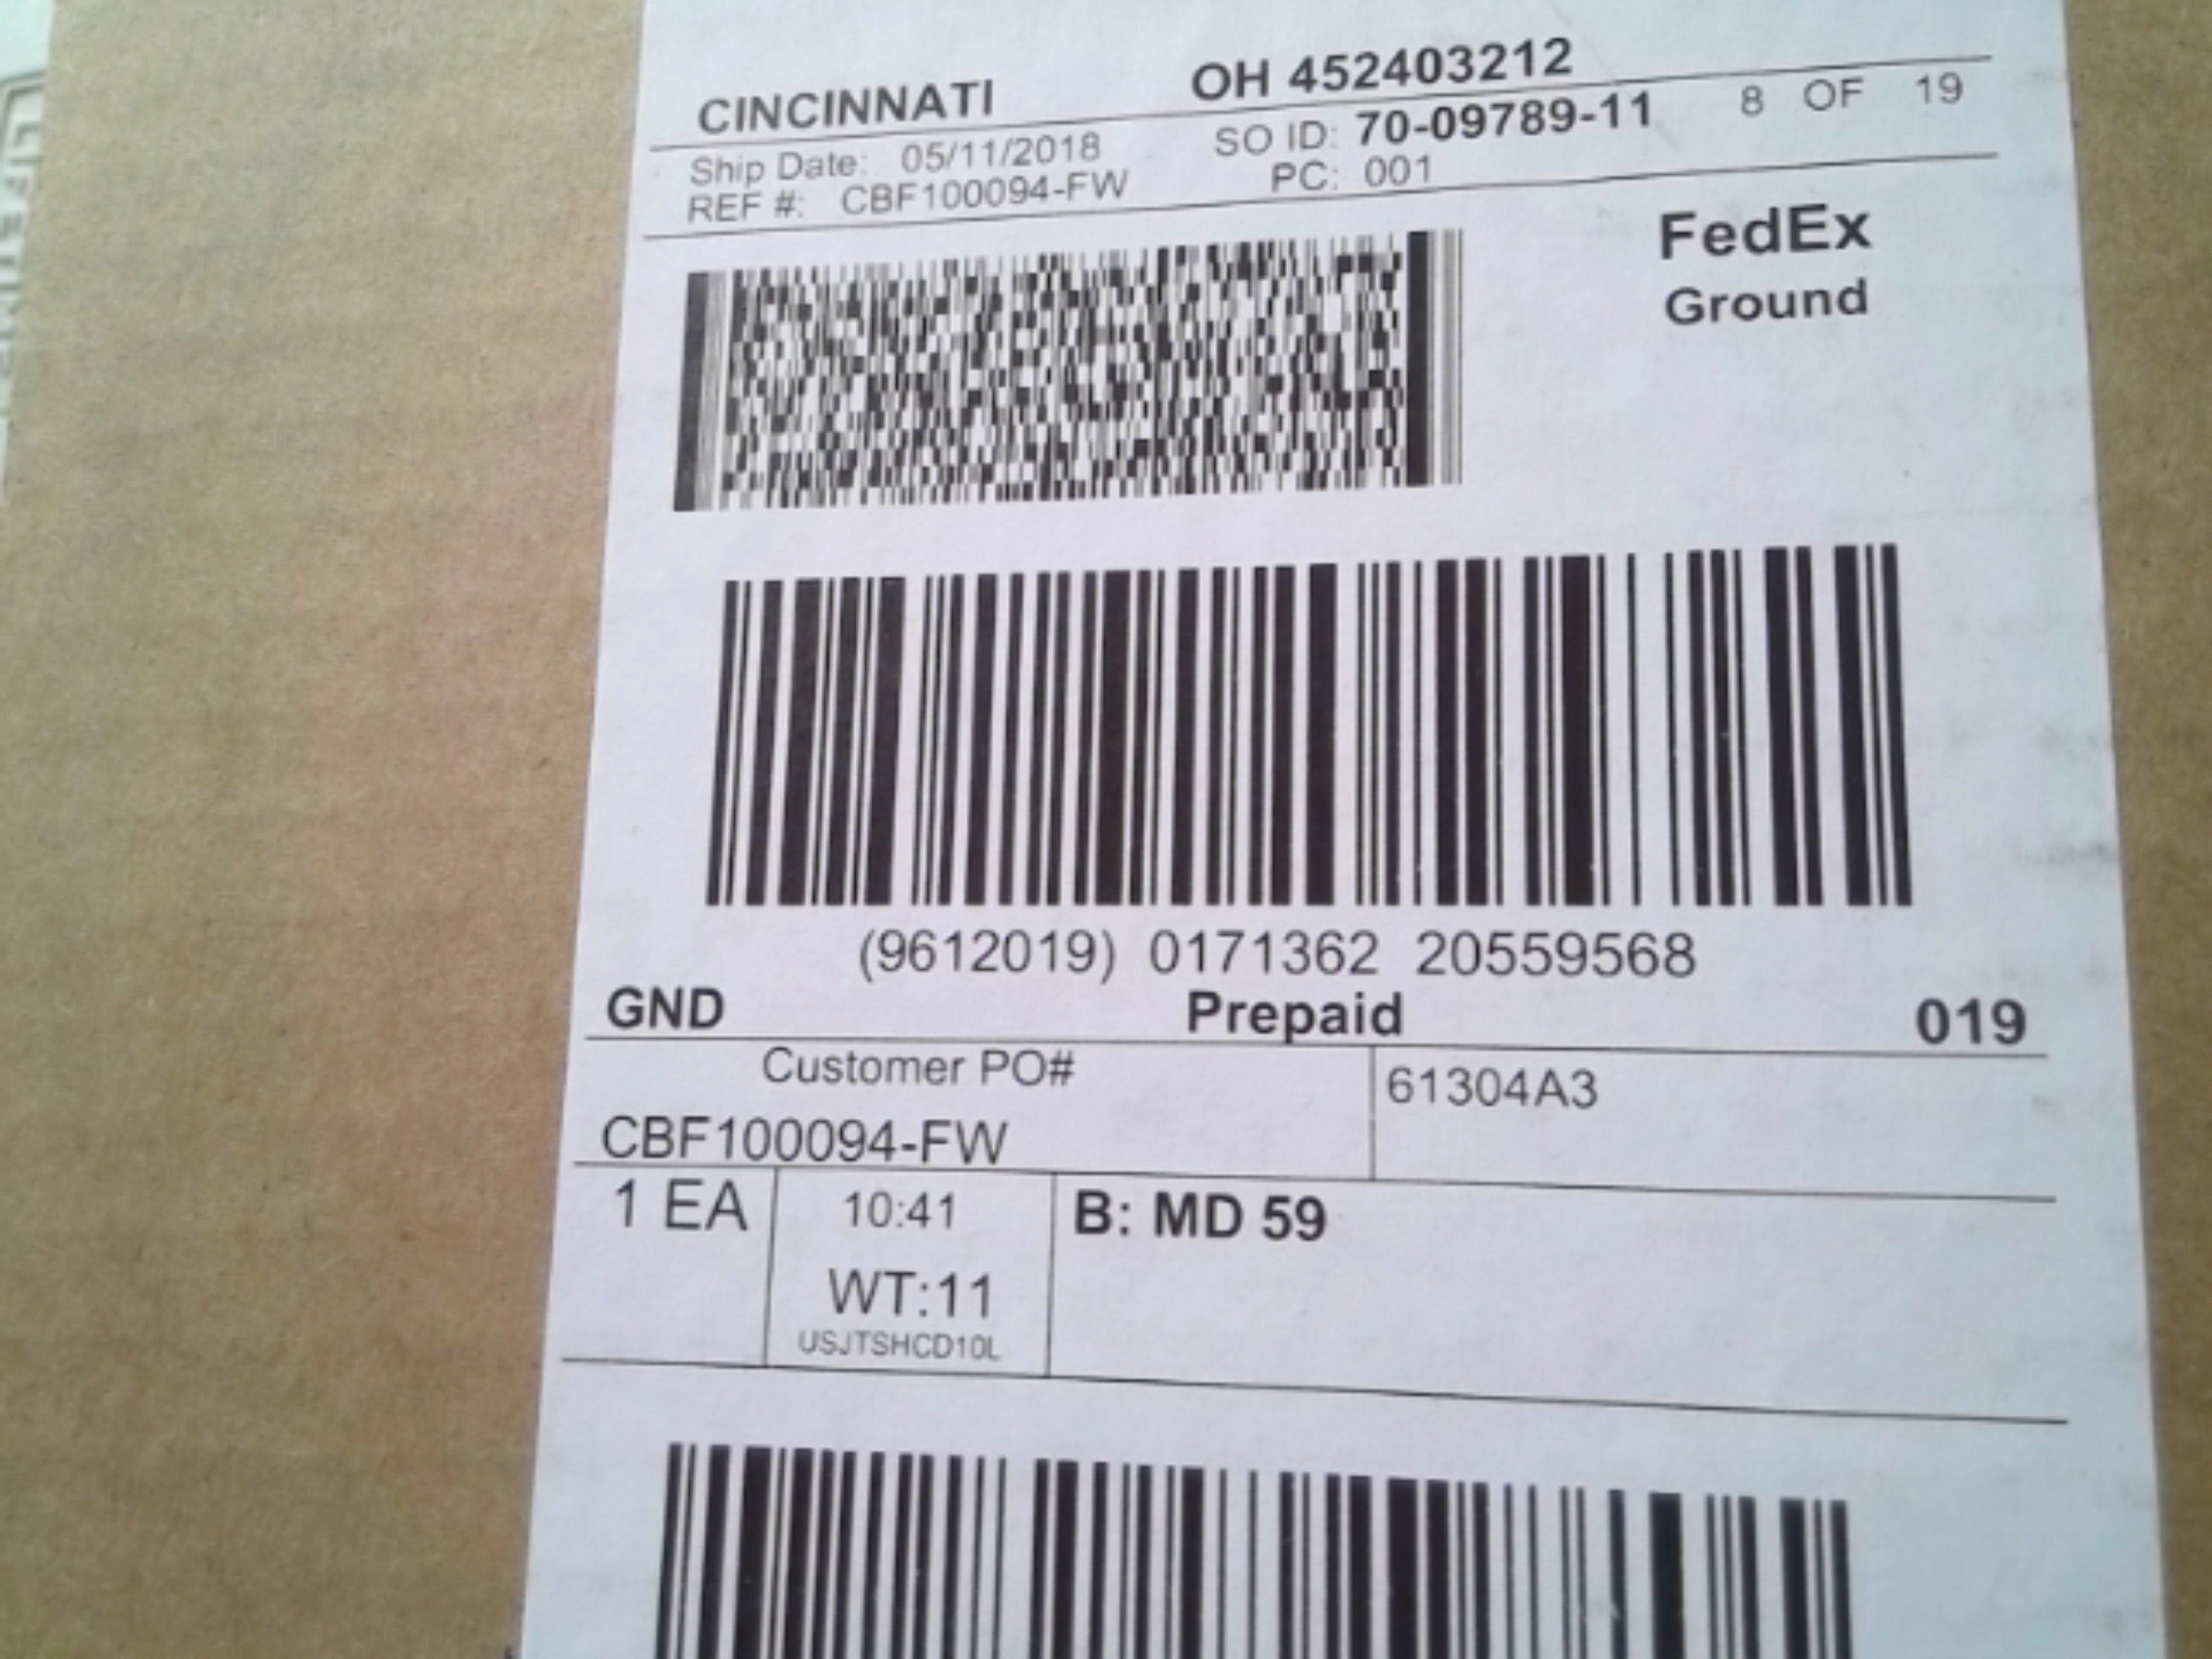 CINCINNATI OH 452403212
Ship Date: 05/11/2018 SO ID: 70-09789-11 8 OF 19
REF #: CBF100094-FW PC: 001
FedEx
Ground
(9612019) 0171362 20559568
GND Prepaid 019
Customer PO# 61304A3
CBF100094-FW
1 EA 10:41 B: MD 59
WT:11
USJTSHCD10L